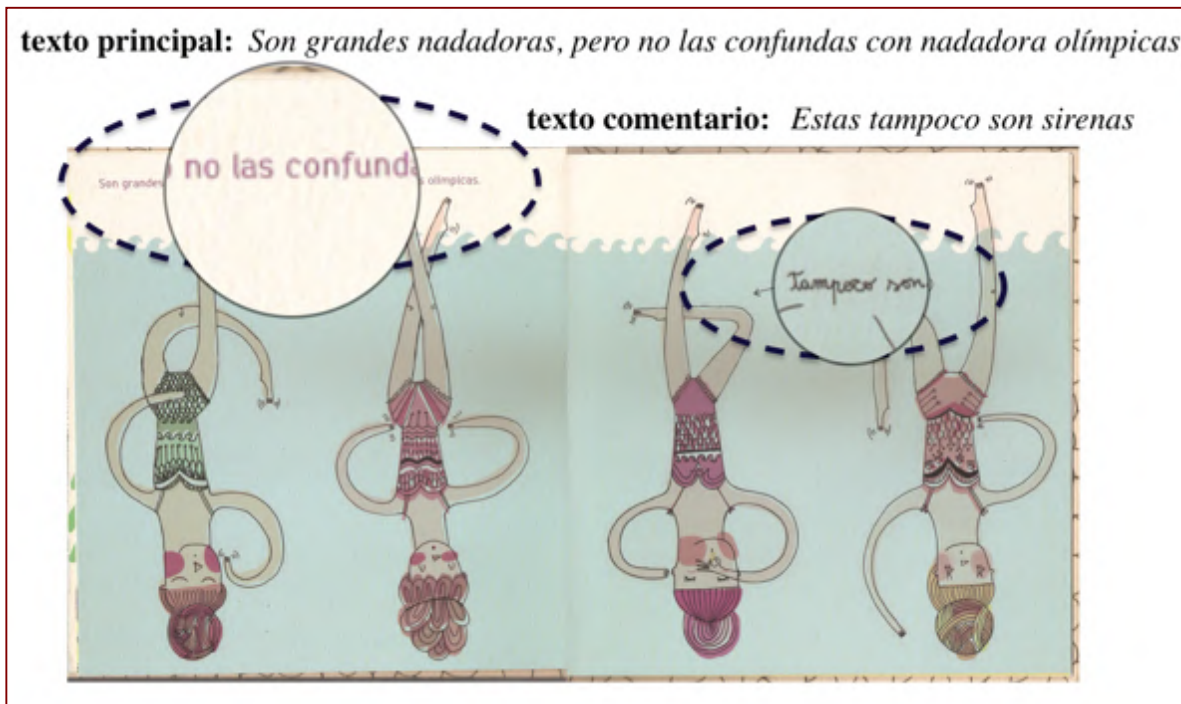 texto principal: Son grandes nadadoras, pero no las confundas con nadadora olímpicas
texto comentario: Estas tampoco son sirenas
no las confunda
Son grandes
olímpicas.
Tampoco son